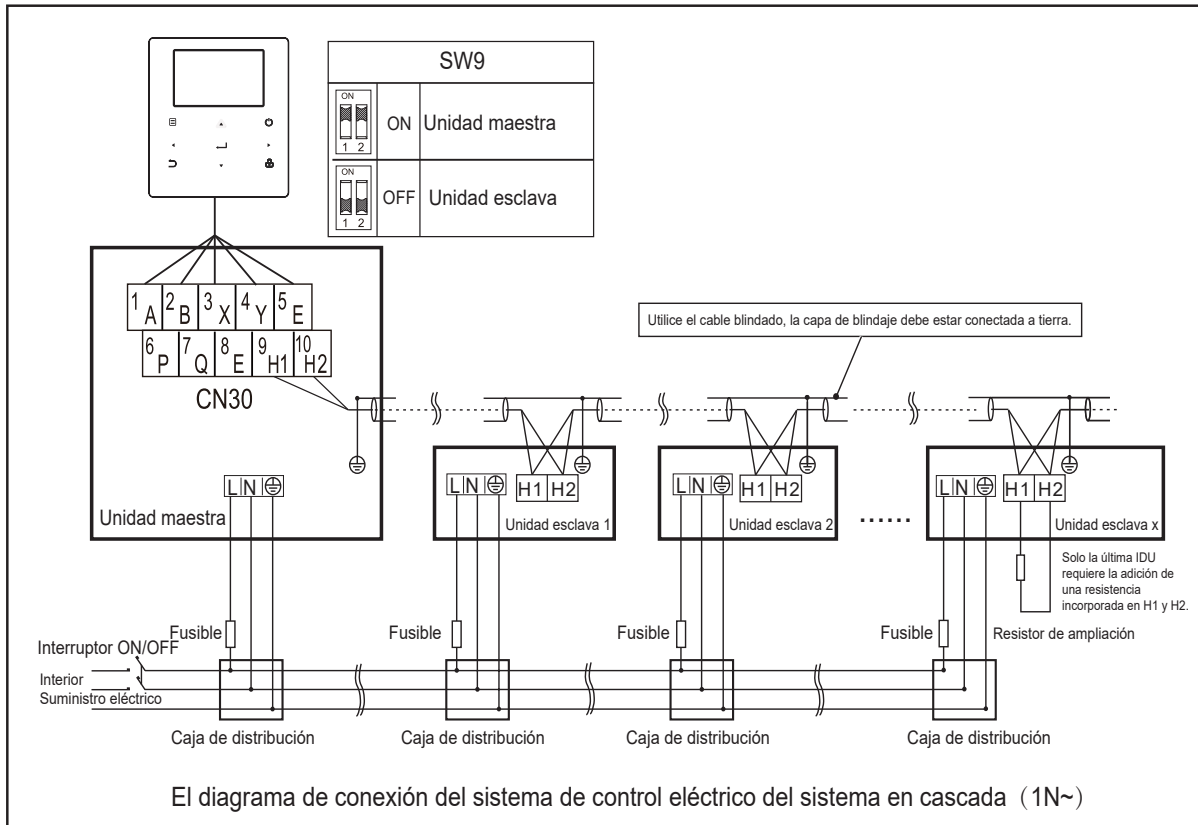 SW9
ON
1 2
ON Unidad maestra
ON
1 2
OFF Unidad esclava
1 A 2 B 3 X 4 Y 5 E
6 P 7 Q 8 E 9 H1 10 H2
CN30
Utilice el cable blindado, la capa de blindaje debe estar conectada a tierra.
L N
Unidad maestra
L N
H1 H2
Unidad esclava 1
L N
H1 H2
Unidad esclava 2
......
L N
H1 H2
Unidad esclava x
Solo la última IDU
requiere la adición de
una resistencia
incorporada en H1 y H2.
Resistor de ampliación
Fusible
Fusible
Fusible
Fusible
Interruptor ON/OFF
Interior
Suministro eléctrico
Caja de distribución
Caja de distribución
Caja de distribución
Caja de distribución
El diagrama de conexión del sistema de control eléctrico del sistema en cascada（1N~）